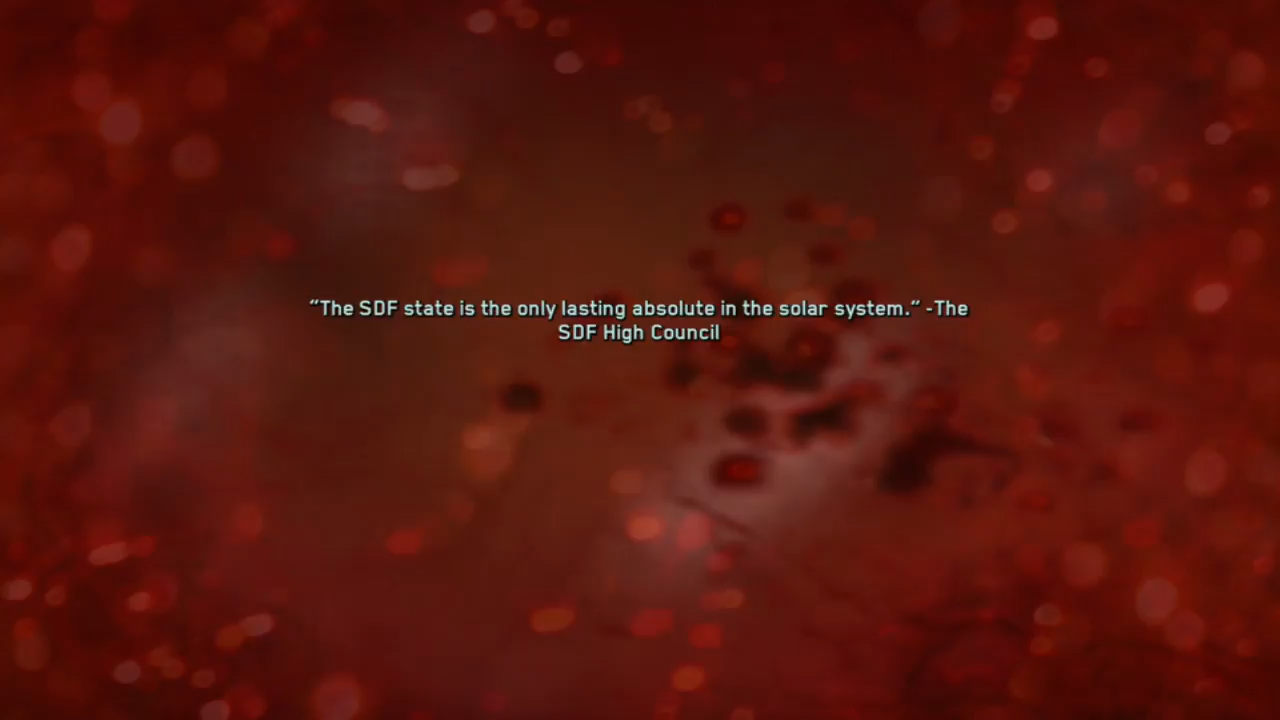 “The SDF state is the only lasting absolute in the solar system.” -The
SDF High Council